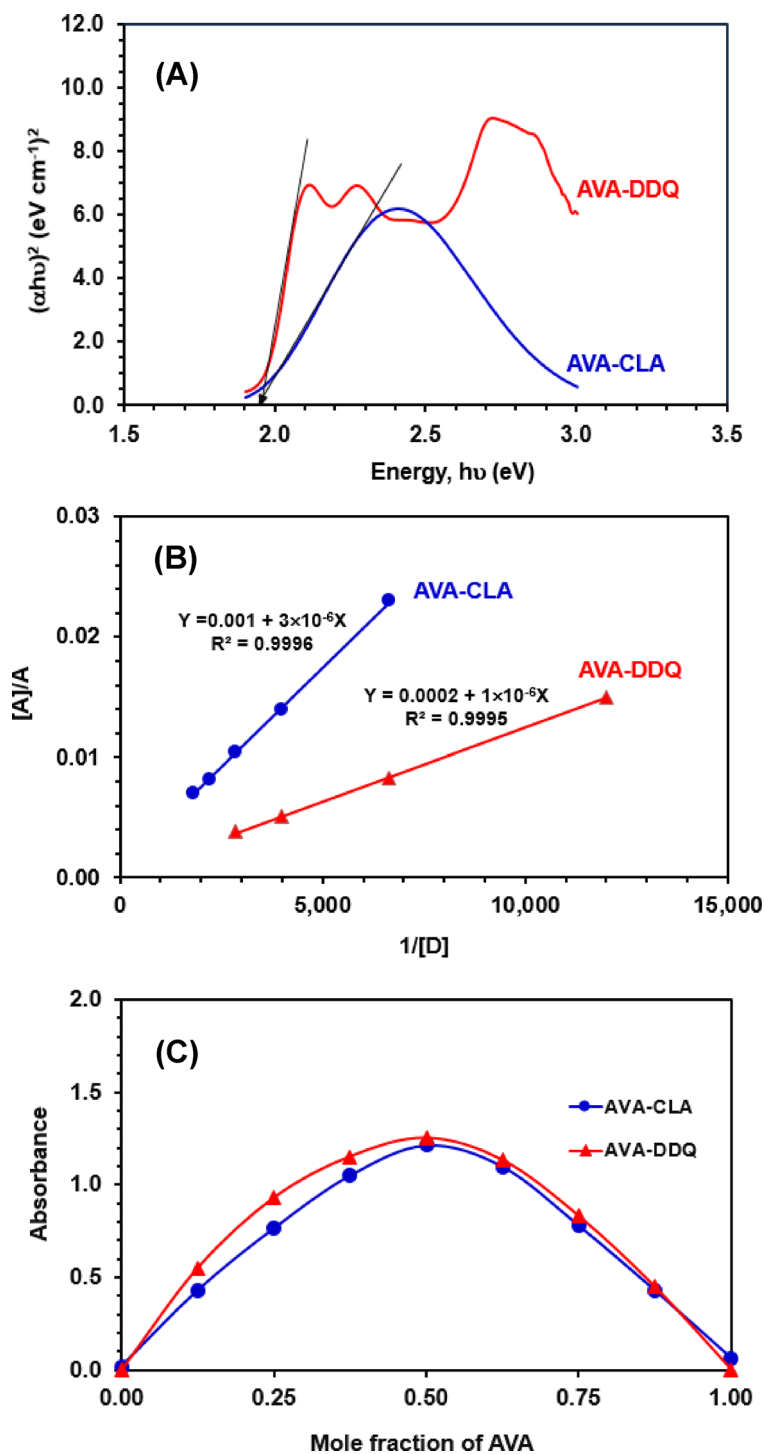 (A)
12.0
10.0
8.0
6.0
4.0
2.0
0.0
(αhυ)² (eV cm⁻¹)²
AVA-DDQ
AVA-CLA
1.5 2.0 2.5 3.0 3.5
Energy, hυ (eV)
(B)
0.03
0.02
0.01
0.00
[A]/A
AVA-CLA
Y =0.001 + 3×10⁻⁶X
R² = 0.9996
AVA-DDQ
Y = 0.0002 + 1×10⁻⁶X
R² = 0.9995
0 5,000 10,000 15,000
1/[D]
(C)
2.0
1.5
1.0
0.5
0.0
Absorbance
AVA-CLA
AVA-DDQ
0.00 0.25 0.50 0.75 1.00
Mole fraction of AVA